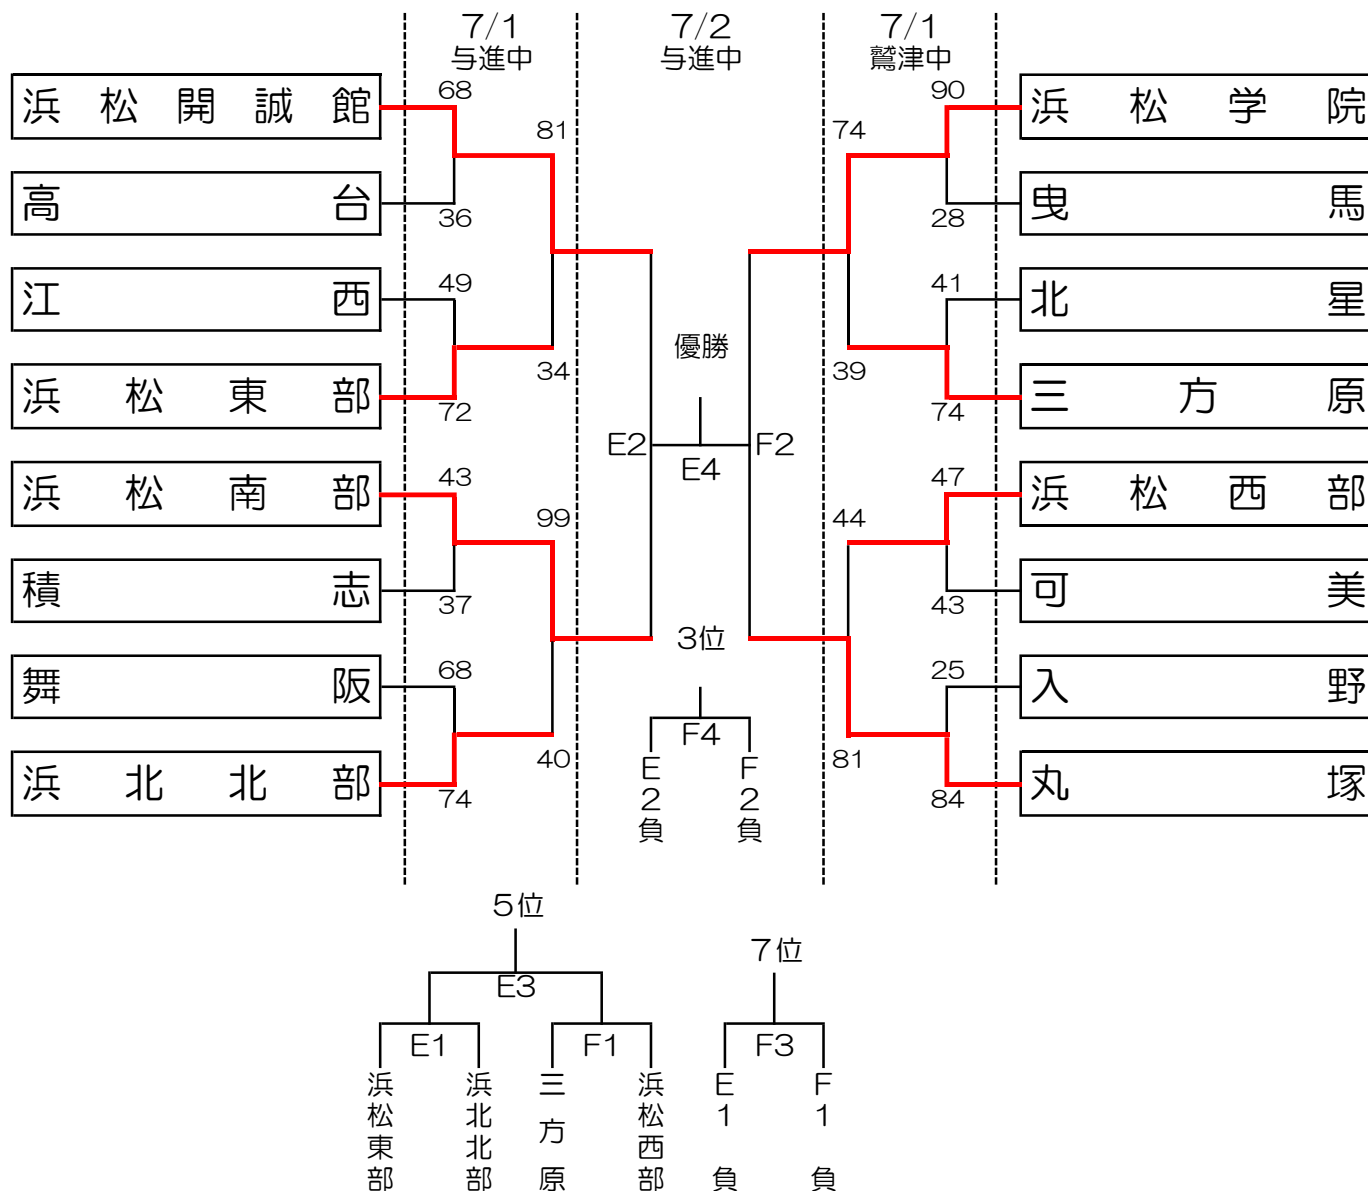 7/1
与進中
7/2
与進中
7/1
鷲津中
浜松開誠館
68
81
74
90
浜松学院
高台
36
28
曳馬
江西
49
41
北星
優勝
34
39
浜松東部
72
74
三方原
E2
E4
F2
浜松南部
43
99
44
47
浜松西部
積志
37
43
可美
3位
舞阪
68
25
入野
F4
浜北北部
74
40
E2負
F2負
81
84
丸塚
5位
7位
E3
E1
F1
F3
浜松東部
浜北北部
三方原
浜松西部
E1負
F1負